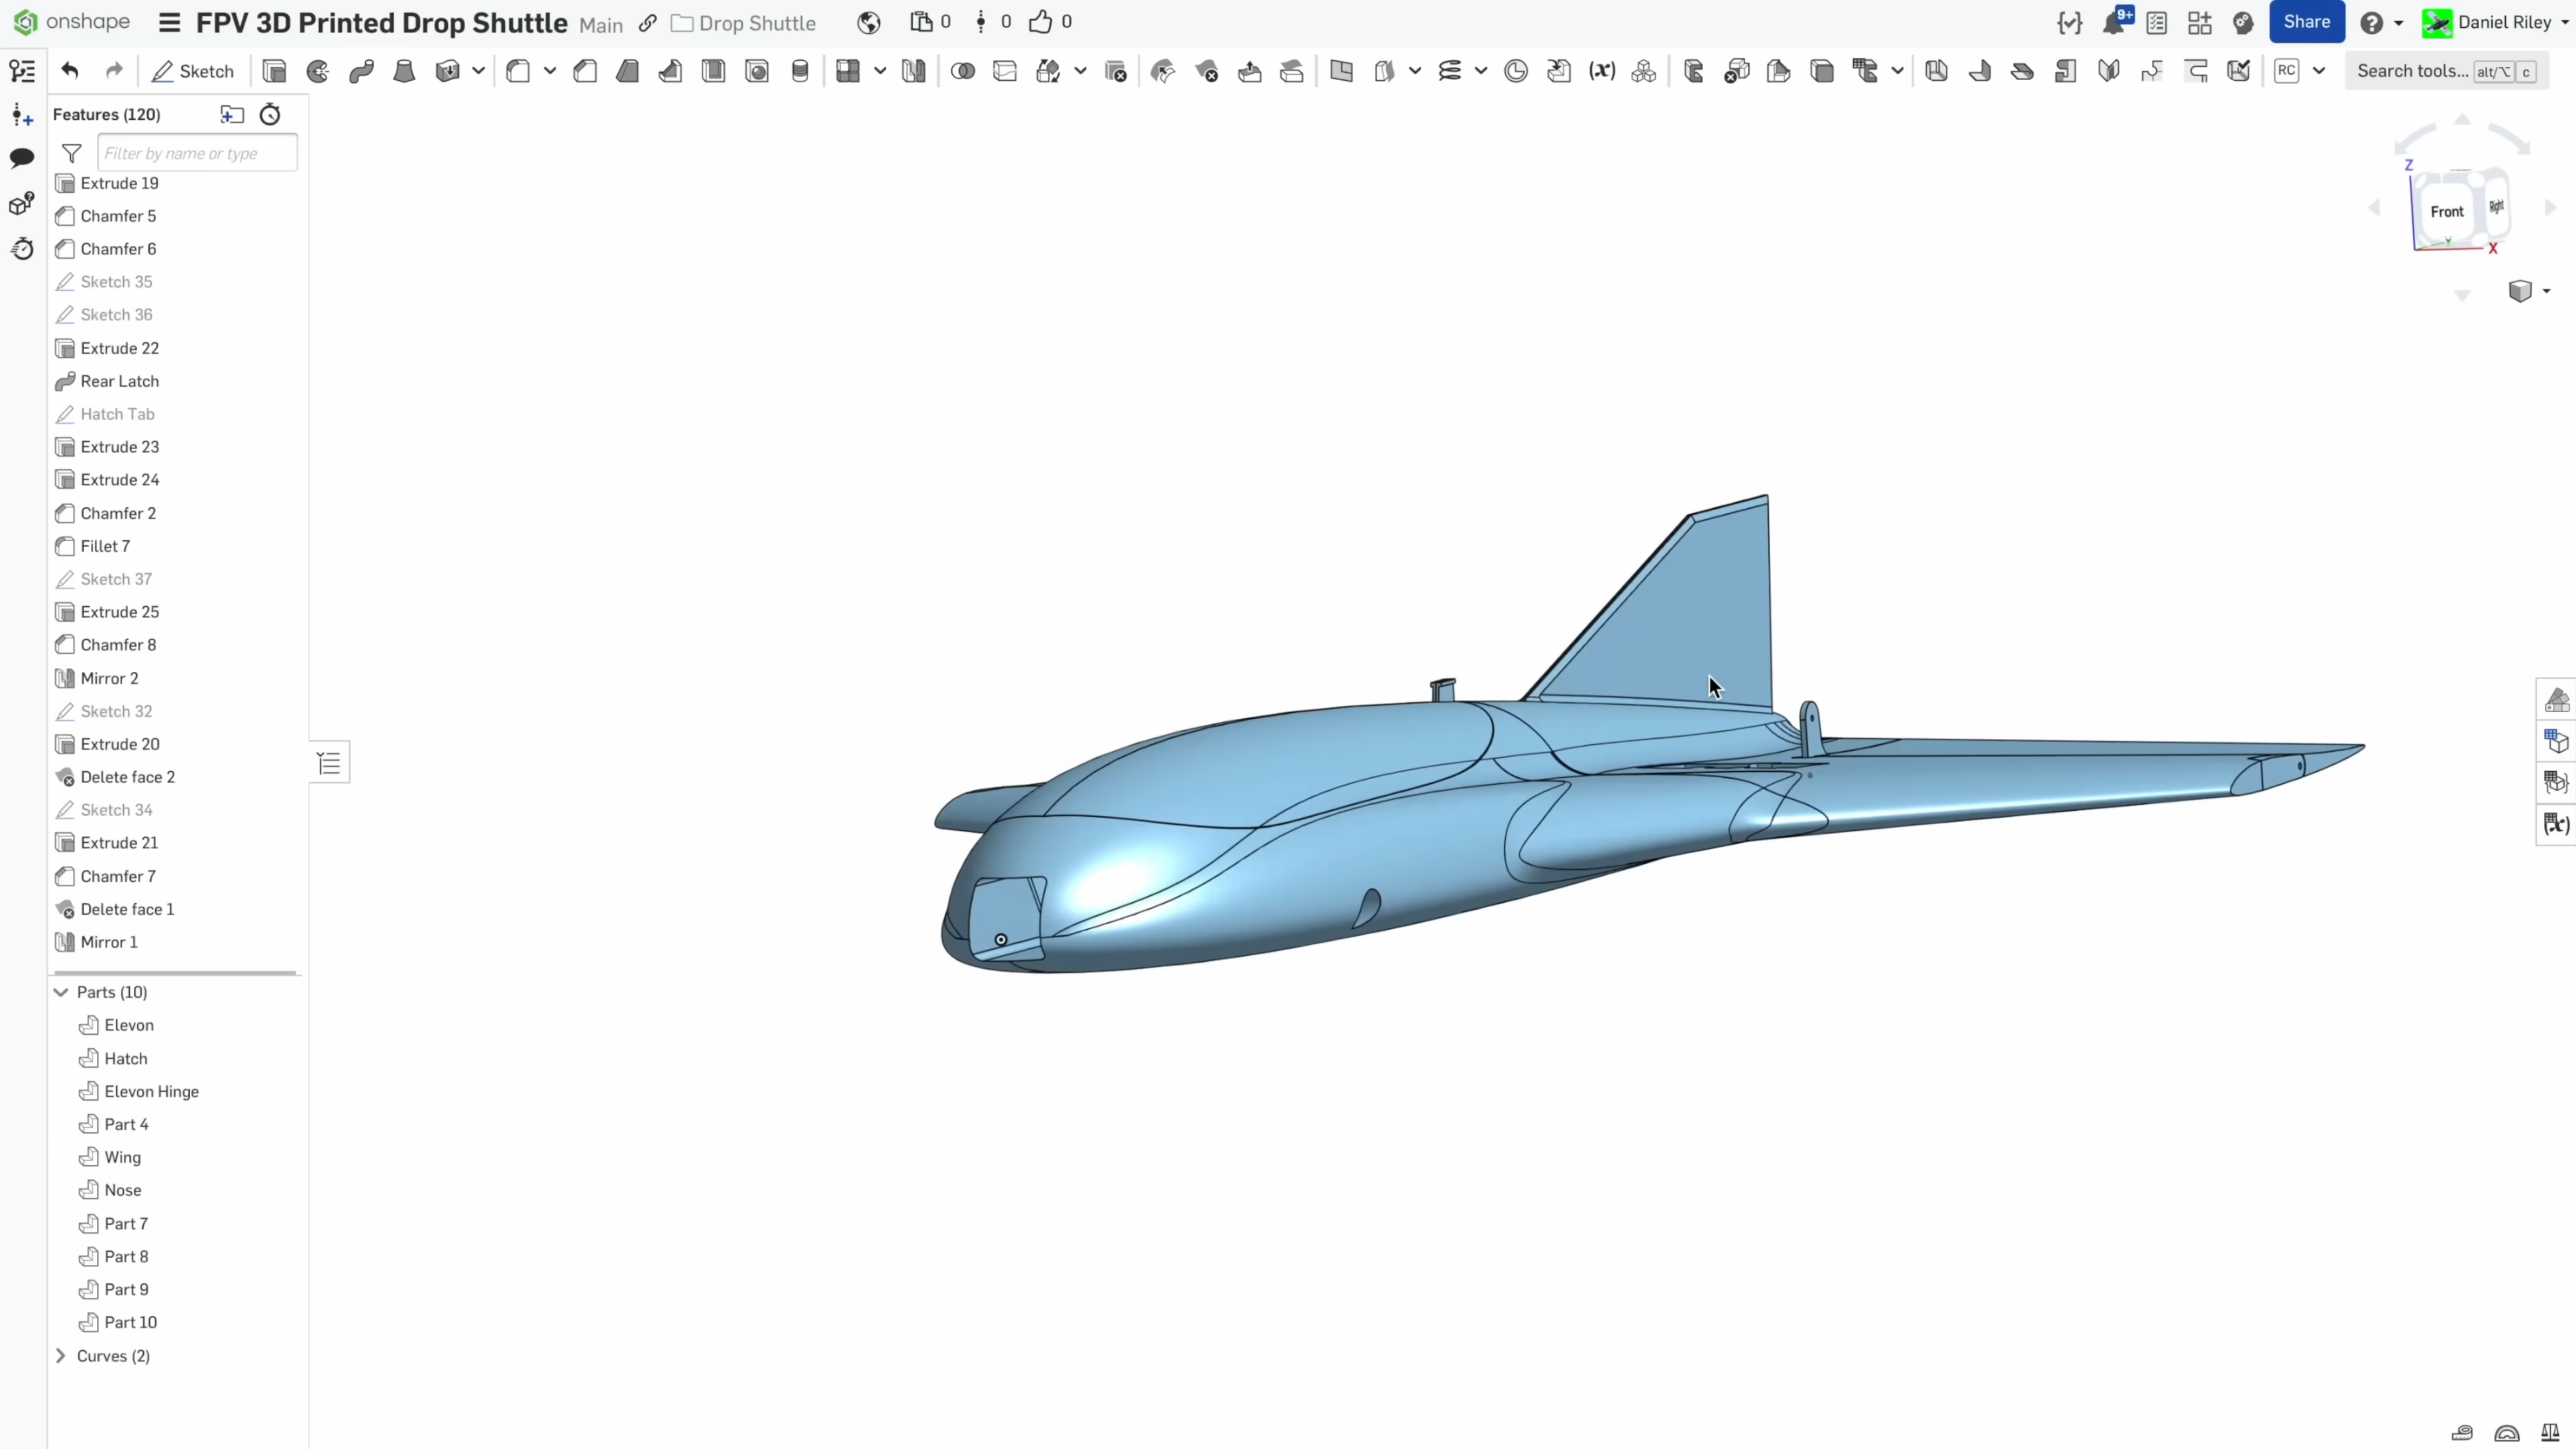 onshape FPV 3D Printed Drop Shuttle Main Drop Shuttle 0 0 0 9+ Share Daniel Riley
Sketch (x) RC Search tools... alt/⌥ c
Features (120)
Filter by name or type
Extrude 19
Chamfer 5
Chamfer 6
Sketch 35
Sketch 36
Extrude 22
Rear Latch
Hatch Tab
Extrude 23
Extrude 24
Chamfer 2
Fillet 7
Sketch 37
Extrude 25
Chamfer 8
Mirror 2
Sketch 32
Extrude 20
Delete face 2
Sketch 34
Extrude 21
Chamfer 7
Delete face 1
Mirror 1
Parts (10)
Elevon
Hatch
Elevon Hinge
Part 4
Wing
Nose
Part 7
Part 8
Part 9
Part 10
Curves (2)
Z
Front Right
Y
X
(x)